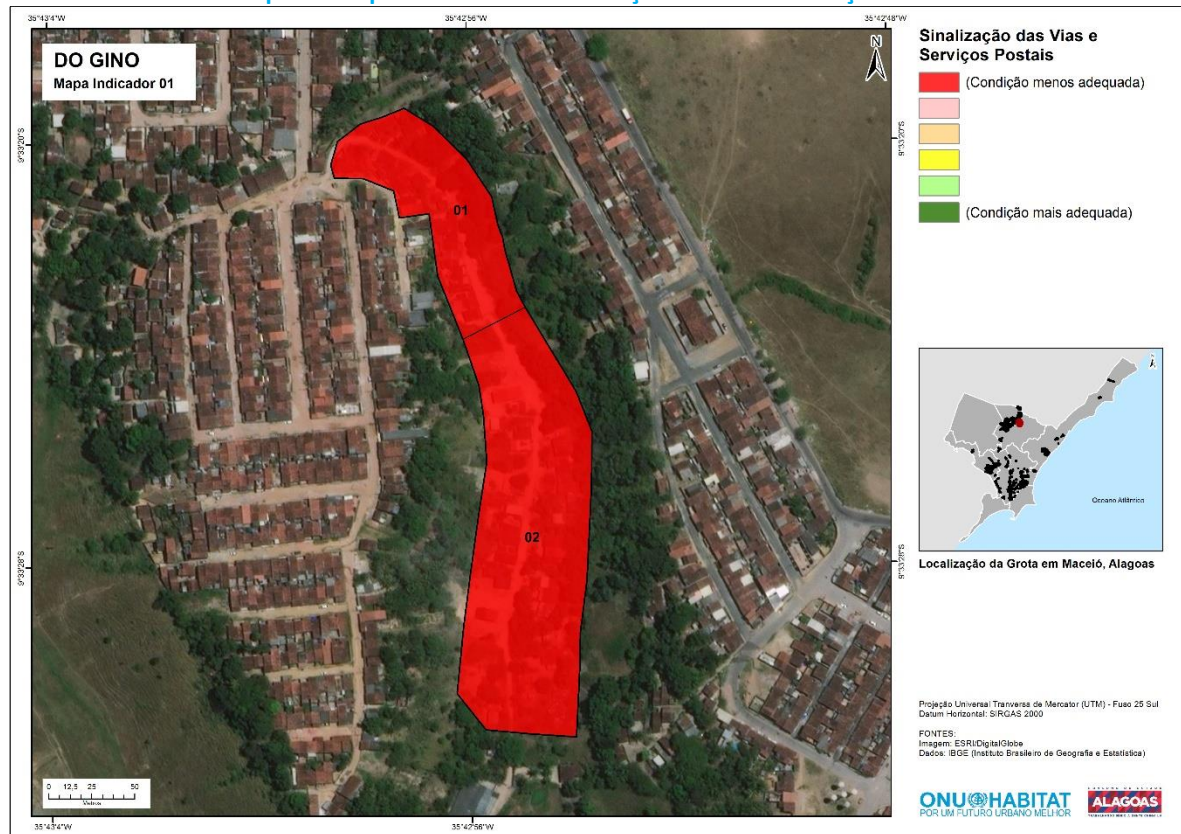 35°43'4"W
35°42'56"W
35°42'48"W
DO GINO
Mapa Indicador 01
N
9°33'20"S
9°33'20"S
01
02
9°33'28"S
9°33'28"S
0 12,5 25 50
Metros
35°43'4"W
35°42'56"W
Sinalização das Vias e
Serviços Postais
(Condição menos adequada)
(Condição mais adequada)
Oceano Atlântico
Localização da Grota em Maceió, Alagoas
Projeção Universal Tranversa de Mercator (UTM) - Fuso 25 Sul
Datum Horizontal: SIRGAS 2000
FONTES:
Imagem: ESRI/DigitalGlobe
Dados: IBGE (Instituto Brasileiro de Geografia e Estatística)
ONU HABITAT
POR UM FUTURO URBANO MELHOR
ALAGOAS